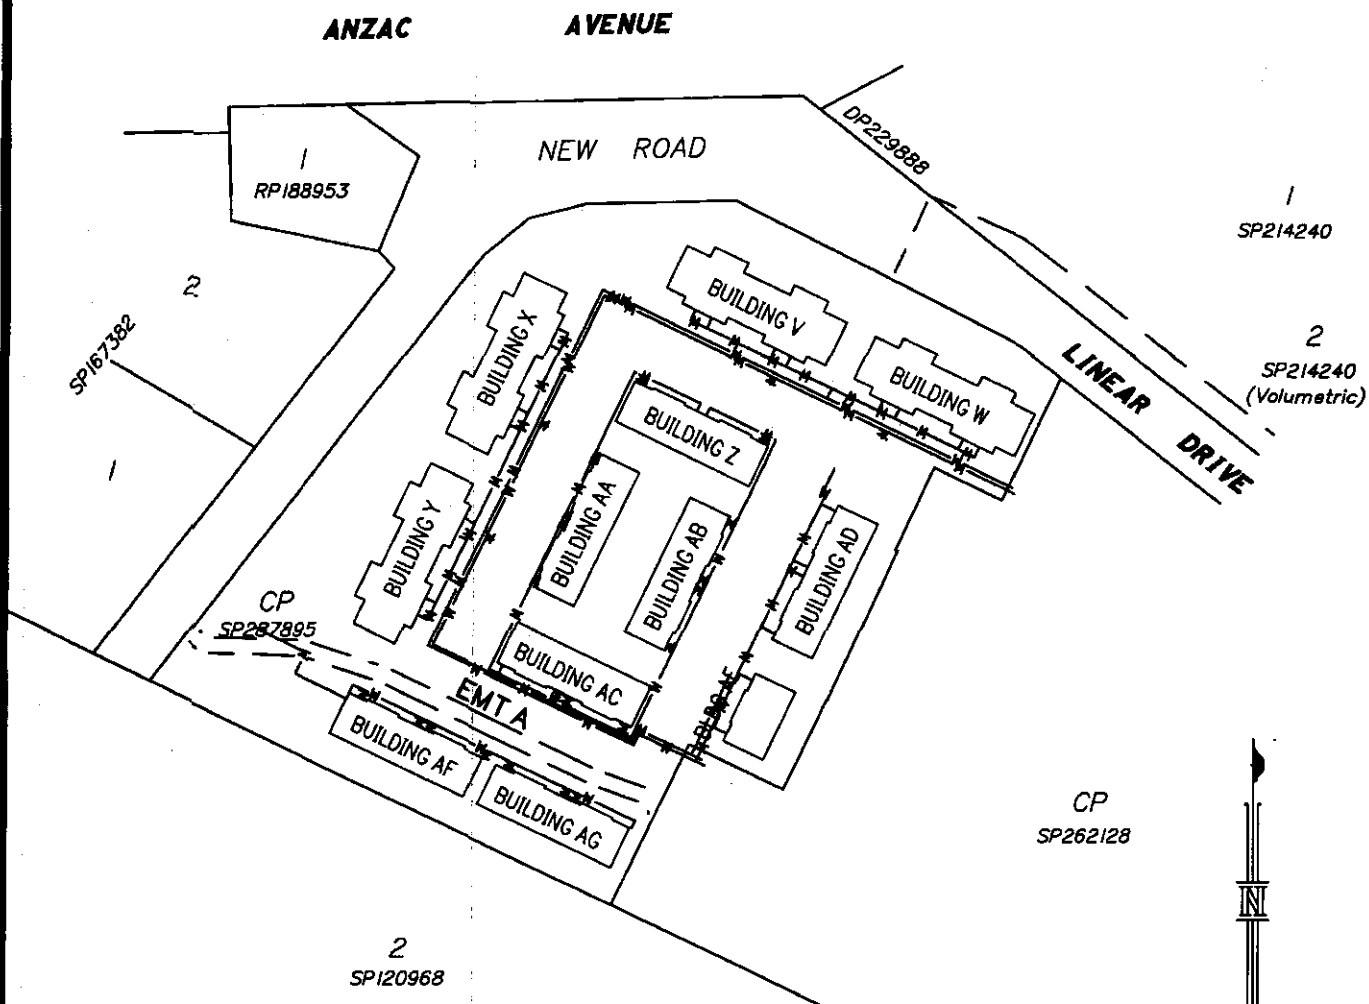 ANZAC AVENUE
NEW ROAD
DP229888
1
RP188953
1
SP214240
2
SP167382
1
2
SP214240
(Volumetric)
LINEAR DRIVE
BUILDING V
BUILDING W
BUILDING X
BUILDING Y
BUILDING Z
BUILDING AA
BUILDING AB
BUILDING AD
BUILDING AC
CP
SP287895
EMT A
BUILDING AF
BUILDING AG
CP
SP262128
N
2
SP120968